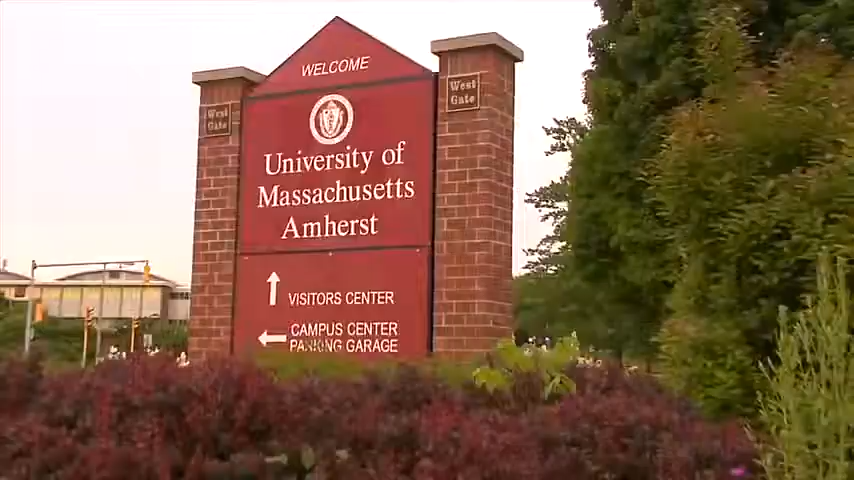 WELCOME
West
Gate
West
Gate
University of
Massachusetts
Amherst
VISITORS CENTER
CAMPUS CENTER
PARKING GARAGE